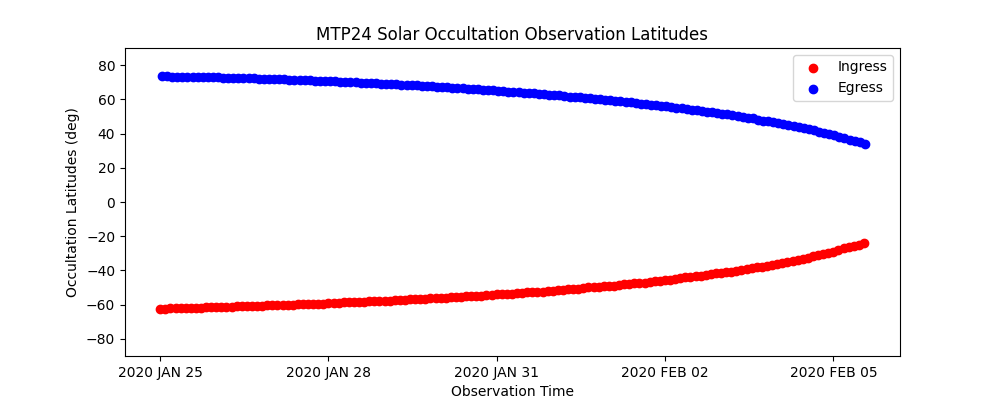 MTP24 Solar Occultation Observation Latitudes
Ingress
Egress
Occultation Latitudes (deg)
80
60
40
20
0
−20
−40
−60
−80
2020 JAN 25
2020 JAN 28
2020 JAN 31
2020 FEB 02
2020 FEB 05
Observation Time